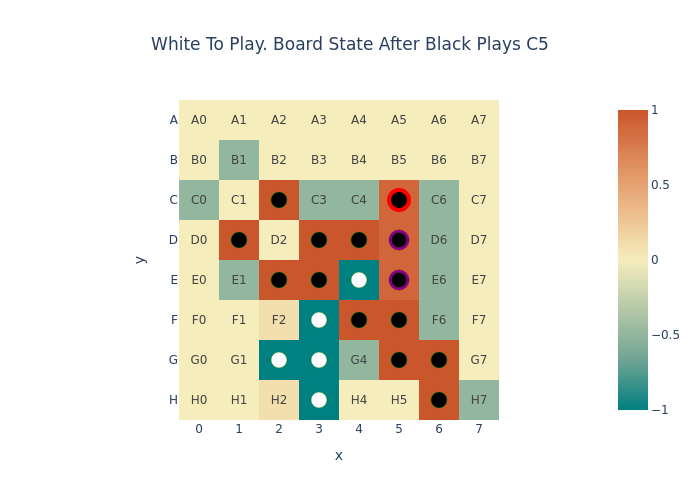 White To Play. Board State After Black Plays C5
A A0 A1 A2 A3 A4 A5 A6 A7 1
B B0 B1 B2 B3 B4 B5 B6 B7
C C0 C1 C3 C4 C6 C7 0.5
D D0 D2 D6 D7
y 0
E E0 E1 E6 E7
F F0 F1 F2 F6 F7 −0.5
G G0 G1 G4 G7
H H0 H1 H2 H4 H5 H7 −1
0 1 2 3 4 5 6 7
x